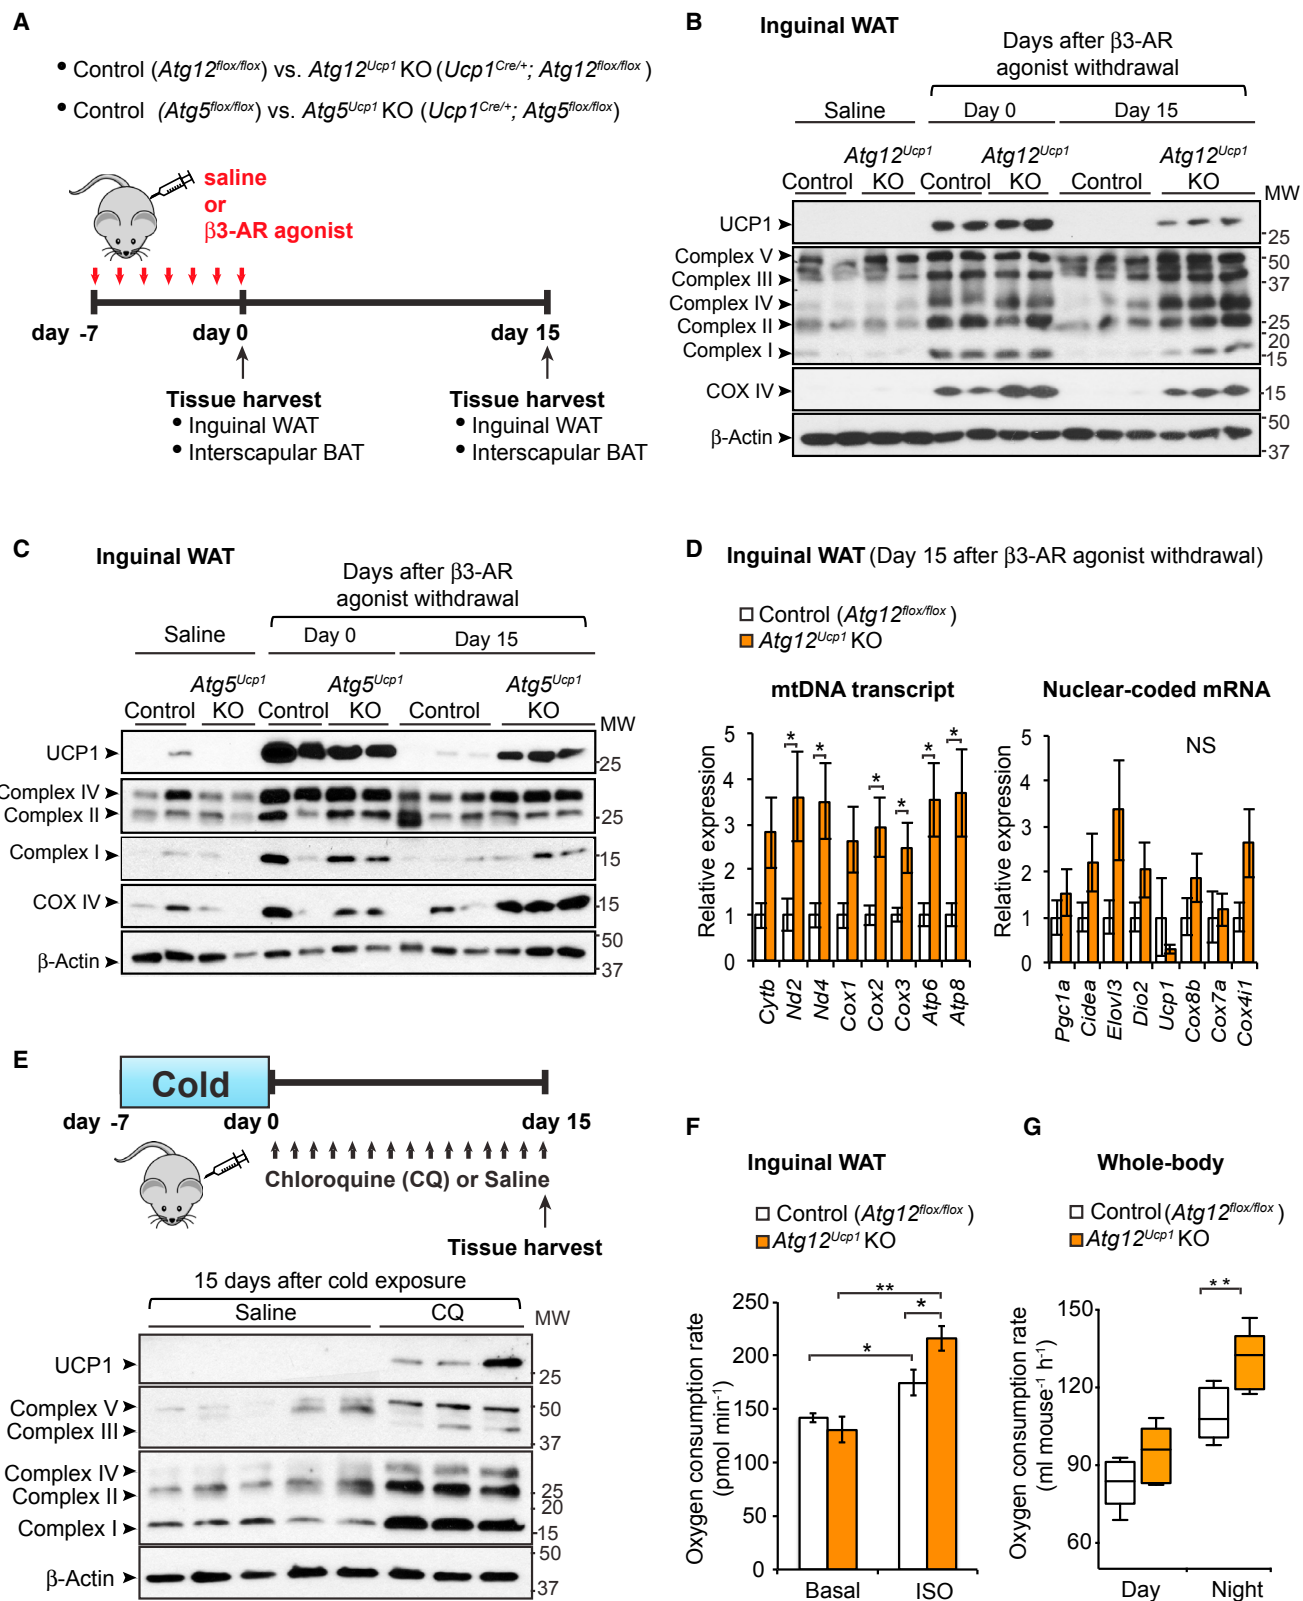 A
• Control (Atg12flox/flox) vs. Atg12Ucp1 KO (Ucp1Cre/+; Atg12flox/flox)
• Control (Atg5flox/flox) vs. Atg5Ucp1 KO (Ucp1Cre/+; Atg5flox/flox)
saline
or
β3-AR agonist
day -7
day 0
day 15
Tissue harvest
• Inguinal WAT
• Interscapular BAT
Tissue harvest
• Inguinal WAT
• Interscapular BAT
B
Inguinal WAT
Days after β3-AR
agonist withdrawal
Saline
Day 0
Day 15
Atg12Ucp1 Atg12Ucp1 Atg12Ucp1
Control KO Control KO Control KO
MW
UCP1
25
Complex V
50
Complex III
37
Complex IV
Complex II
25
20
Complex I
15
COX IV
15
β-Actin
50
37
C
Inguinal WAT
Days after β3-AR
agonist withdrawal
Saline
Day 0
Day 15
Atg5Ucp1 Atg5Ucp1 Atg5Ucp1
Control KO Control KO Control KO
MW
UCP1
25
Complex IV
Complex II
25
Complex I
15
COX IV
15
β-Actin
50
37
D
Inguinal WAT (Day 15 after β3-AR agonist withdrawal)
Control (Atg12flox/flox)
Atg12Ucp1 KO
mtDNA transcript
Relative expression
5
4
3
2
1
0
* * * * * *
Cytb Nd2 Nd4 Cox1 Cox2 Cox3 Atp6 Atp8
Nuclear-coded mRNA
NS
Relative expression
5
4
3
2
1
0
Pgc1a Cidea Elovl3 Dio2 Ucp1 Cox8b Cox7a Cox4i1
E
Cold
day -7
day 0
day 15
Chloroquine (CQ) or Saline
Tissue harvest
15 days after cold exposure
Saline
CQ
MW
UCP1
25
Complex V
50
Complex III
37
Complex IV
Complex II
25
20
Complex I
15
β-Actin
50
37
F
Inguinal WAT
Control (Atg12flox/flox)
Atg12Ucp1 KO
Oxygen consumption rate
(pmol min-1)
250
200
150
100
50
0
**
*
*
Basal
ISO
G
Whole-body
Control (Atg12flox/flox)
Atg12Ucp1 KO
Oxygen consumption rate
(ml mouse-1 h-1)
150
120
90
60
**
Day
Night